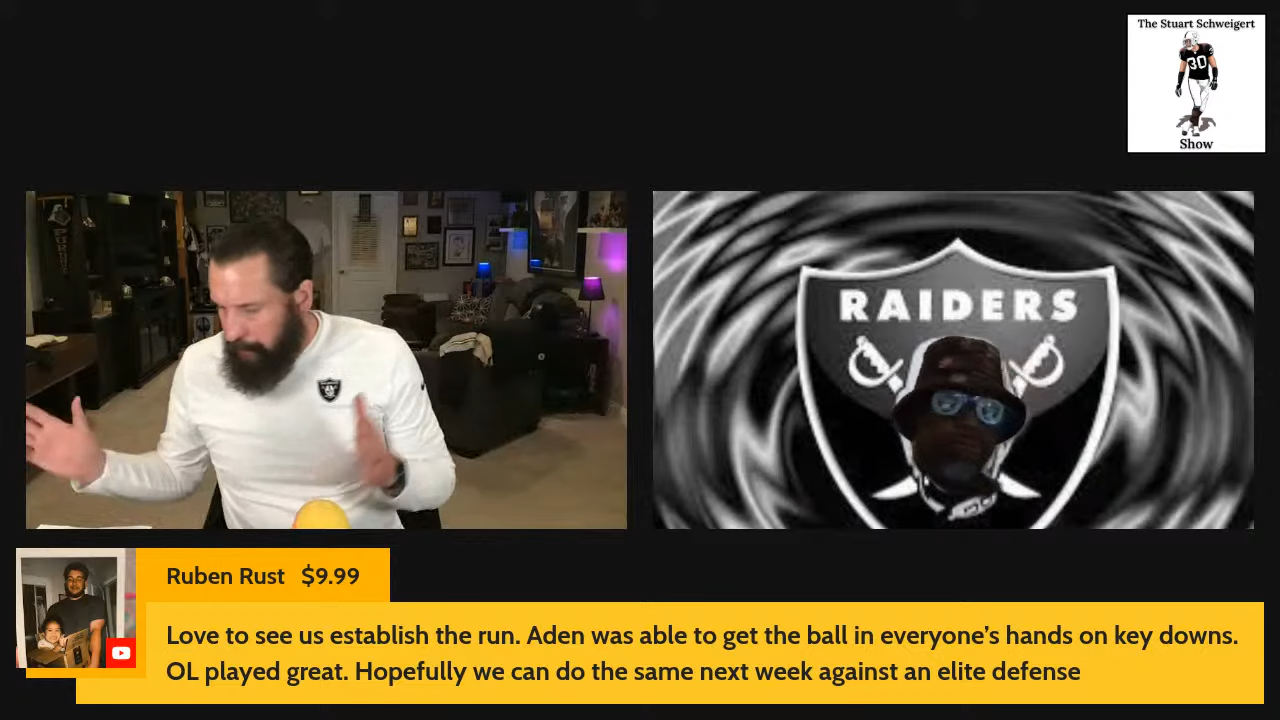 The Stuart Schweigert
30
Show
RAIDERS
Ruben Rust $9.99
Love to see us establish the run. Aden was able to get the ball in everyone’s hands on key downs.
OL played great. Hopefully we can do the same next week against an elite defense